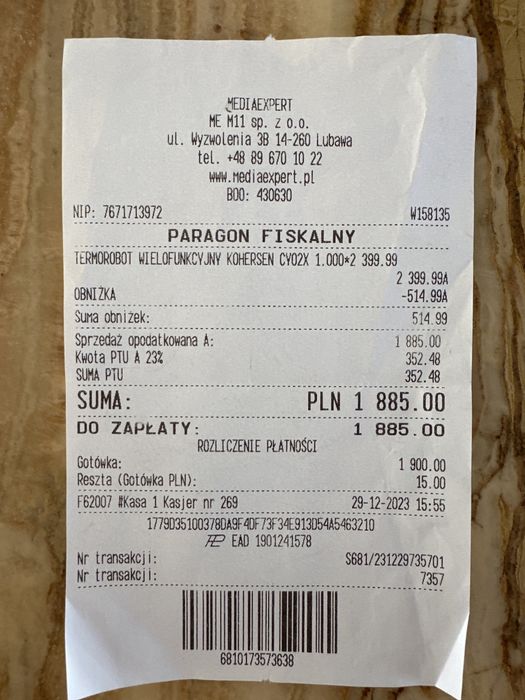 MEDIAEXPERT
ME M11 sp. z o.o.
ul. Wyzwolenia 3B 14-260 Lubawa
tel. +48 89 670 10 22
www.mediaexpert.pl
BDO: 430630
NIP: 7671713972 W158135
PARAGON FISKALNY
TERMOROBOT WIELOFUNKCYJNY KOHERSEN CYO2X 1.000*2 399.99
2 399.99A
OBNIŻKA -514.99A
Suma obniżek: 514.99
Sprzedaż opodatkowana A: 1 885.00
Kwota PTU A 23% 352.48
SUMA PTU 352.48
SUMA: PLN 1 885.00
DO ZAPŁATY: 1 885.00
ROZLICZENIE PŁATNOŚCI
Gotówka: 1 900.00
Reszta (Gotówka PLN): 15.00
F62007 #Kasa 1 Kasjer nr 269 29-12-2023 15:55
1779D35100378DA9F4DF73F34E913D54A5463210
EAD 1901241578
Nr transakcji: S681/231229735701
Nr transakcji: 7357
6810173573638